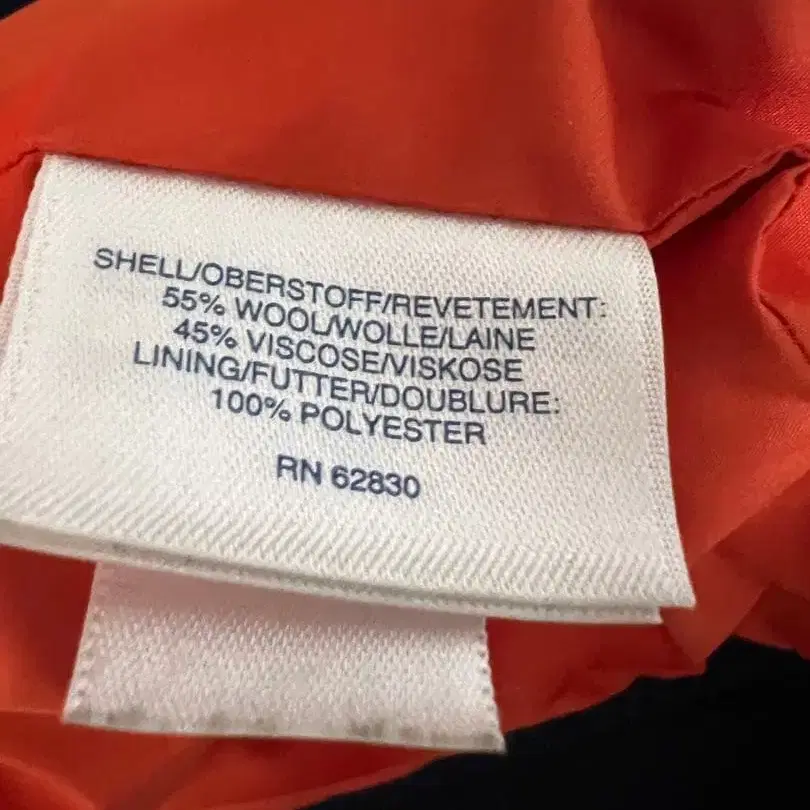 SHELL/OBERSTOFF/REVETEMENT:
55% WOOL/WOLLE/LAINE
45% VISCOSE/VISKOSE
LINING/FUTTER/DOUBLURE:
100% POLYESTER
RN 62830